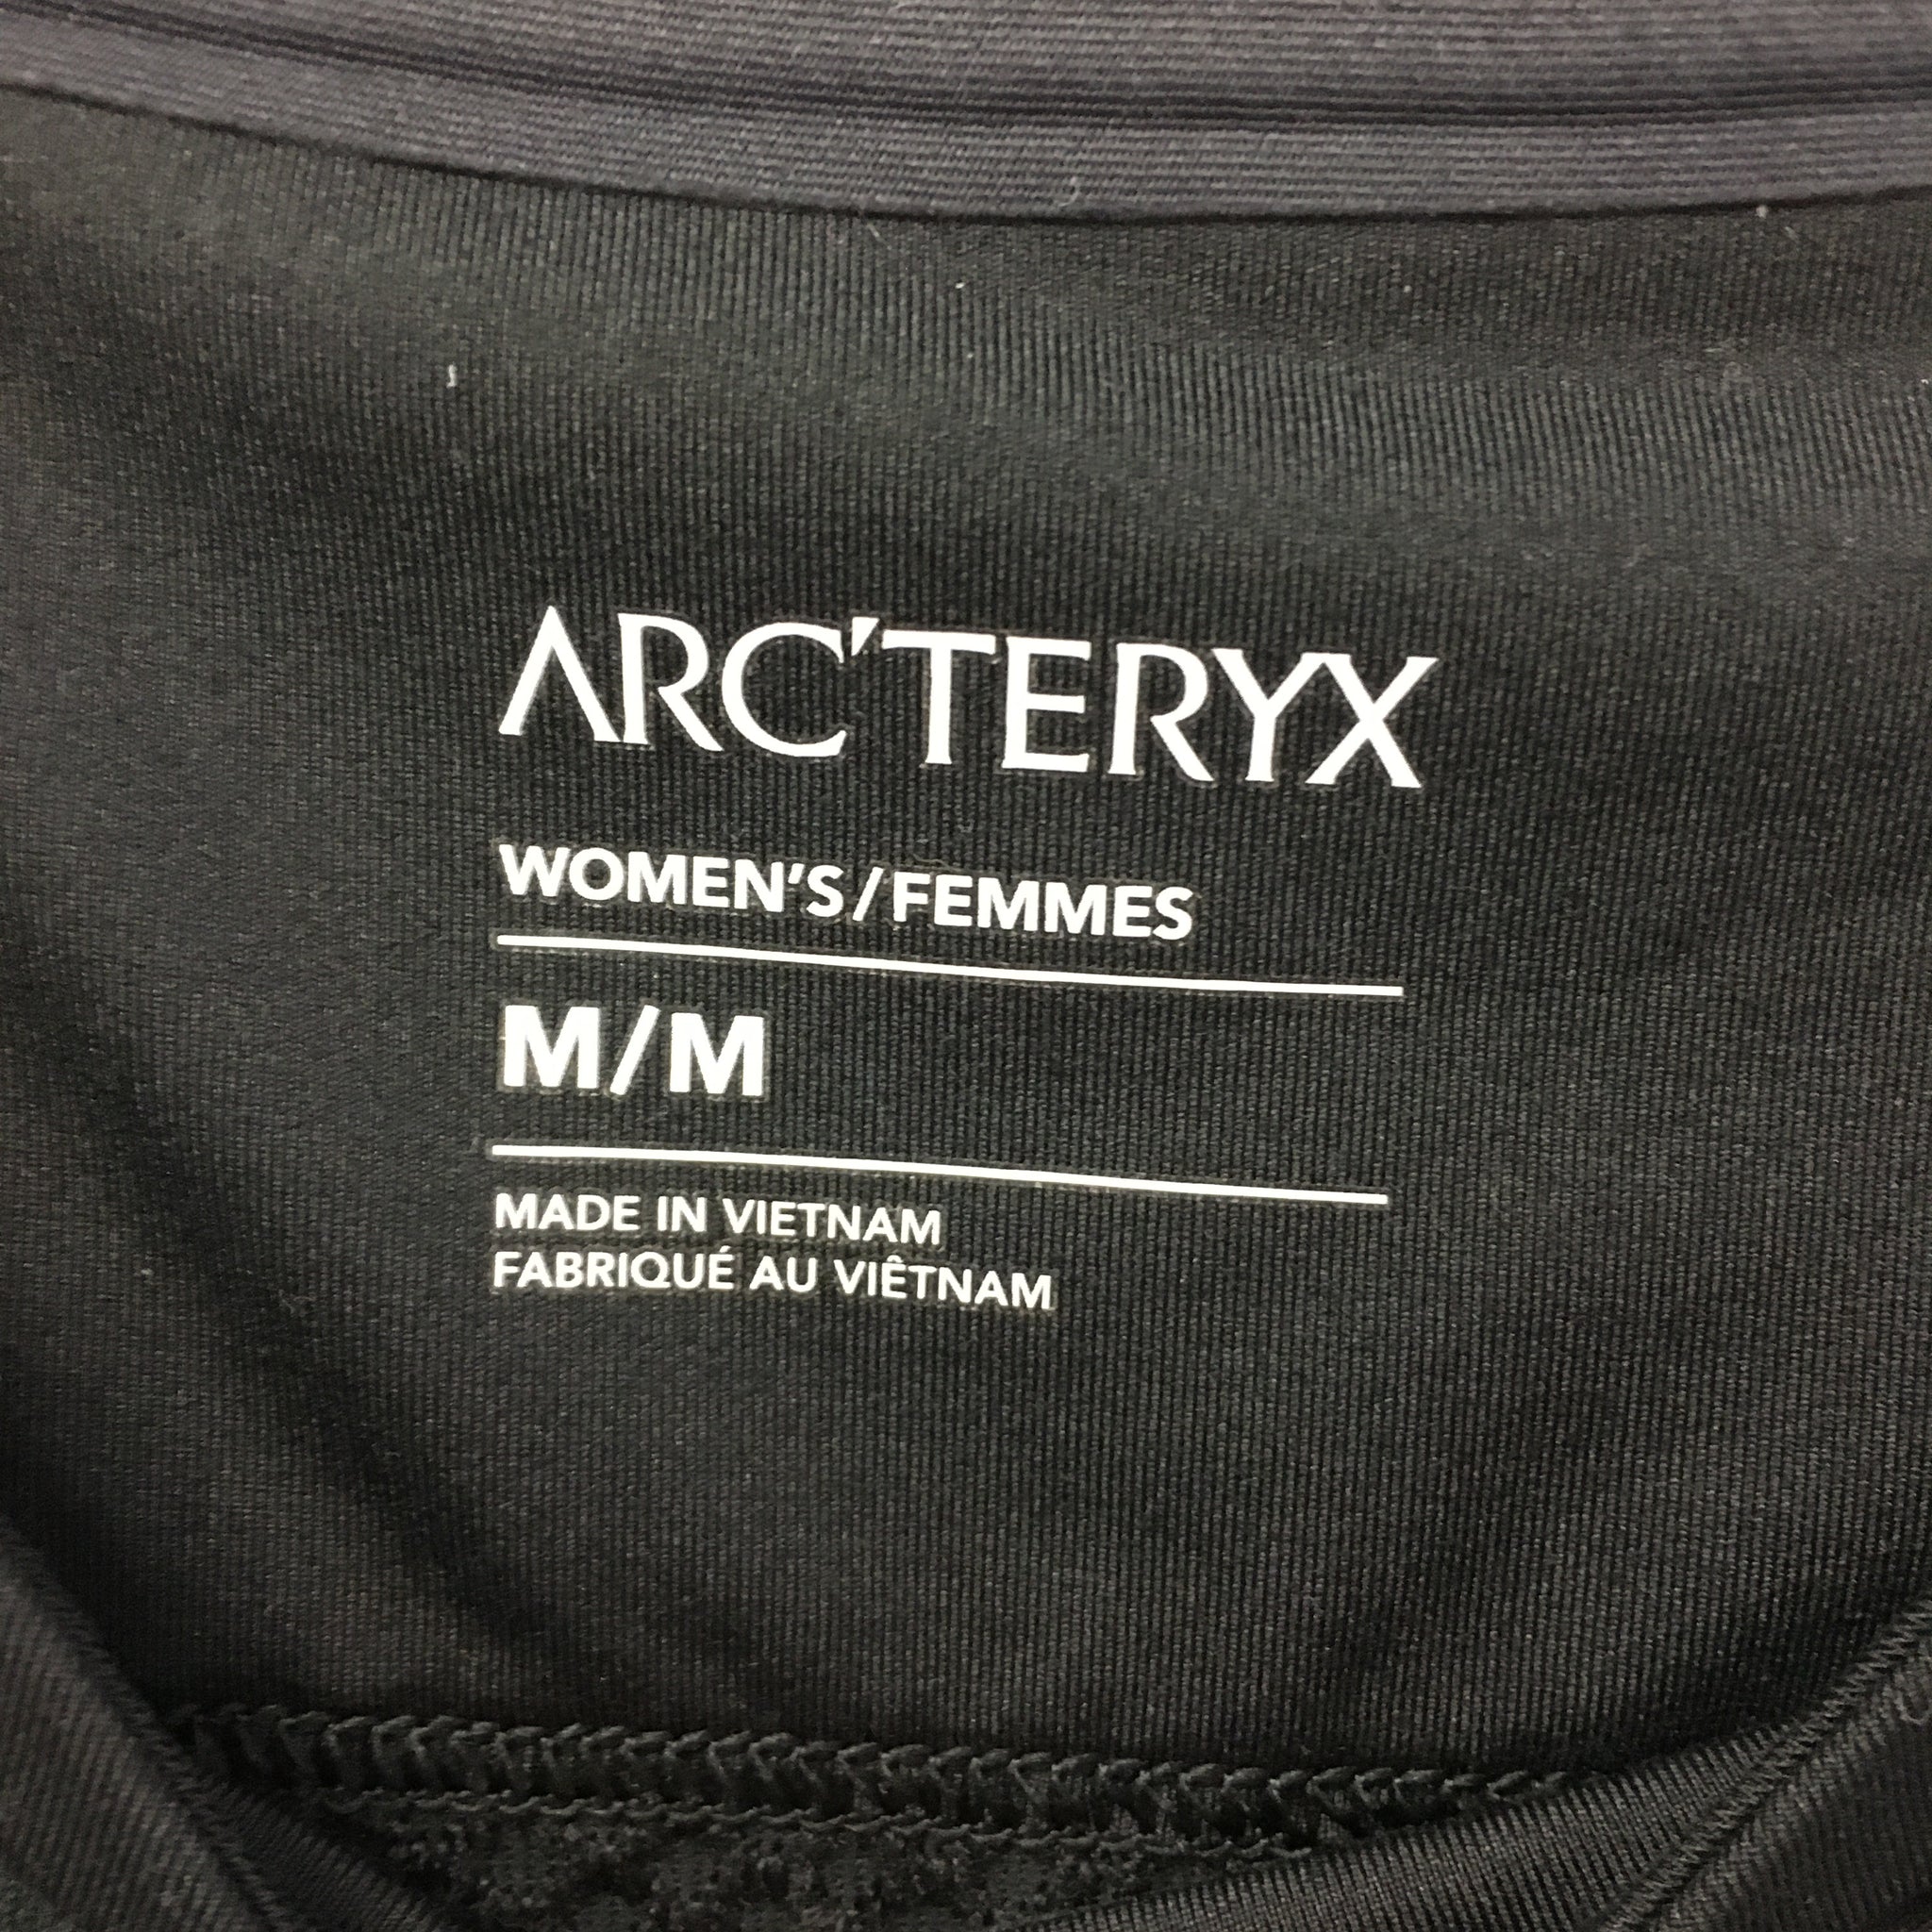 ARC'TERYX
WOMEN'S/FEMMES
M/M
MADE IN VIETNAM
FABRIQUÉ AU VIÊTNAM